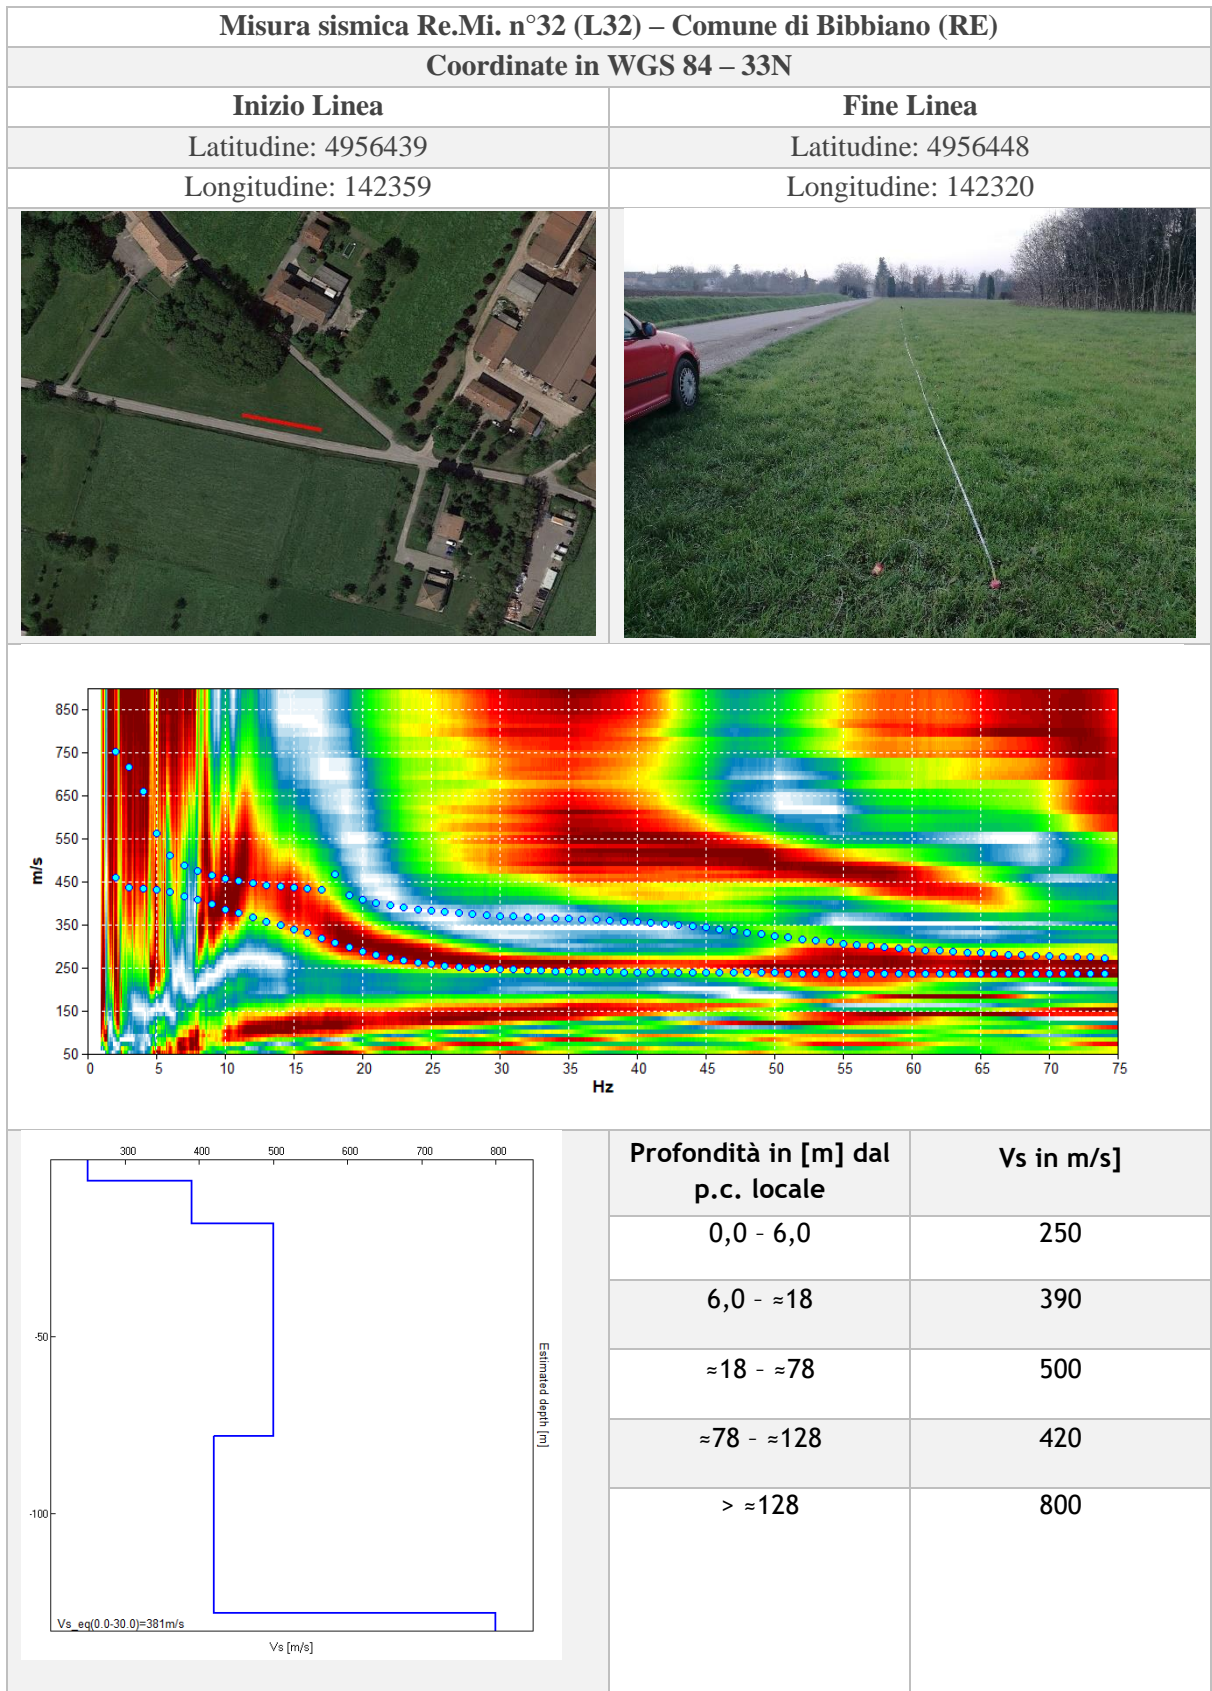 Misura sismica Re.Mi. n°32 (L32) – Comune di Bibbiano (RE)
Coordinate in WGS 84 – 33N
Inizio Linea
Fine Linea
Latitudine: 4956439
Latitudine: 4956448
Longitudine: 142359
Longitudine: 142320
850
750
650
550
450
350
250
150
50
m/s
0 5 10 15 20 25 30 35 40 45 50 55 60 65 70 75
Hz
300 400 500 600 700 800
-50
-100
Estimated depth [m]
Vs_eq(0.0-30.0)=381m/s
Vs [m/s]
Profondità in [m] dal
p.c. locale
Vs in m/s]
0,0 – 6,0
250
6,0 – ≈18
390
≈18 – ≈78
500
≈78 – ≈128
420
> ≈128
800